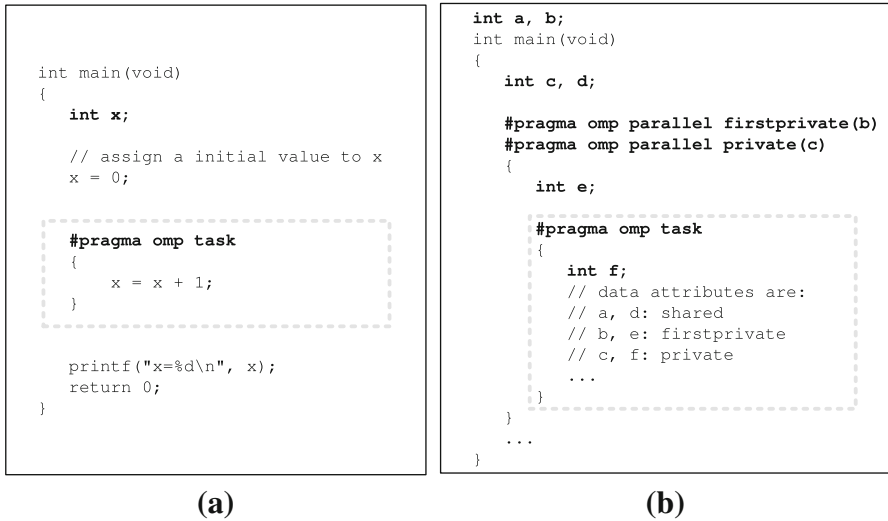 int main(void)
{
int x;
// assign a initial value to x
x = 0;
#pragma omp task
{
x = x + 1;
}
printf("x=%d\n", x);
return 0;
}
(a)
int a, b;
int main(void)
{
int c, d;
#pragma omp parallel firstprivate(b)
#pragma omp parallel private(c)
{
int e;
#pragma omp task
{
int f;
// data attributes are:
// a, d: shared
// b, e: firstprivate
// c, f: private
...
}
}
...
}
(b)